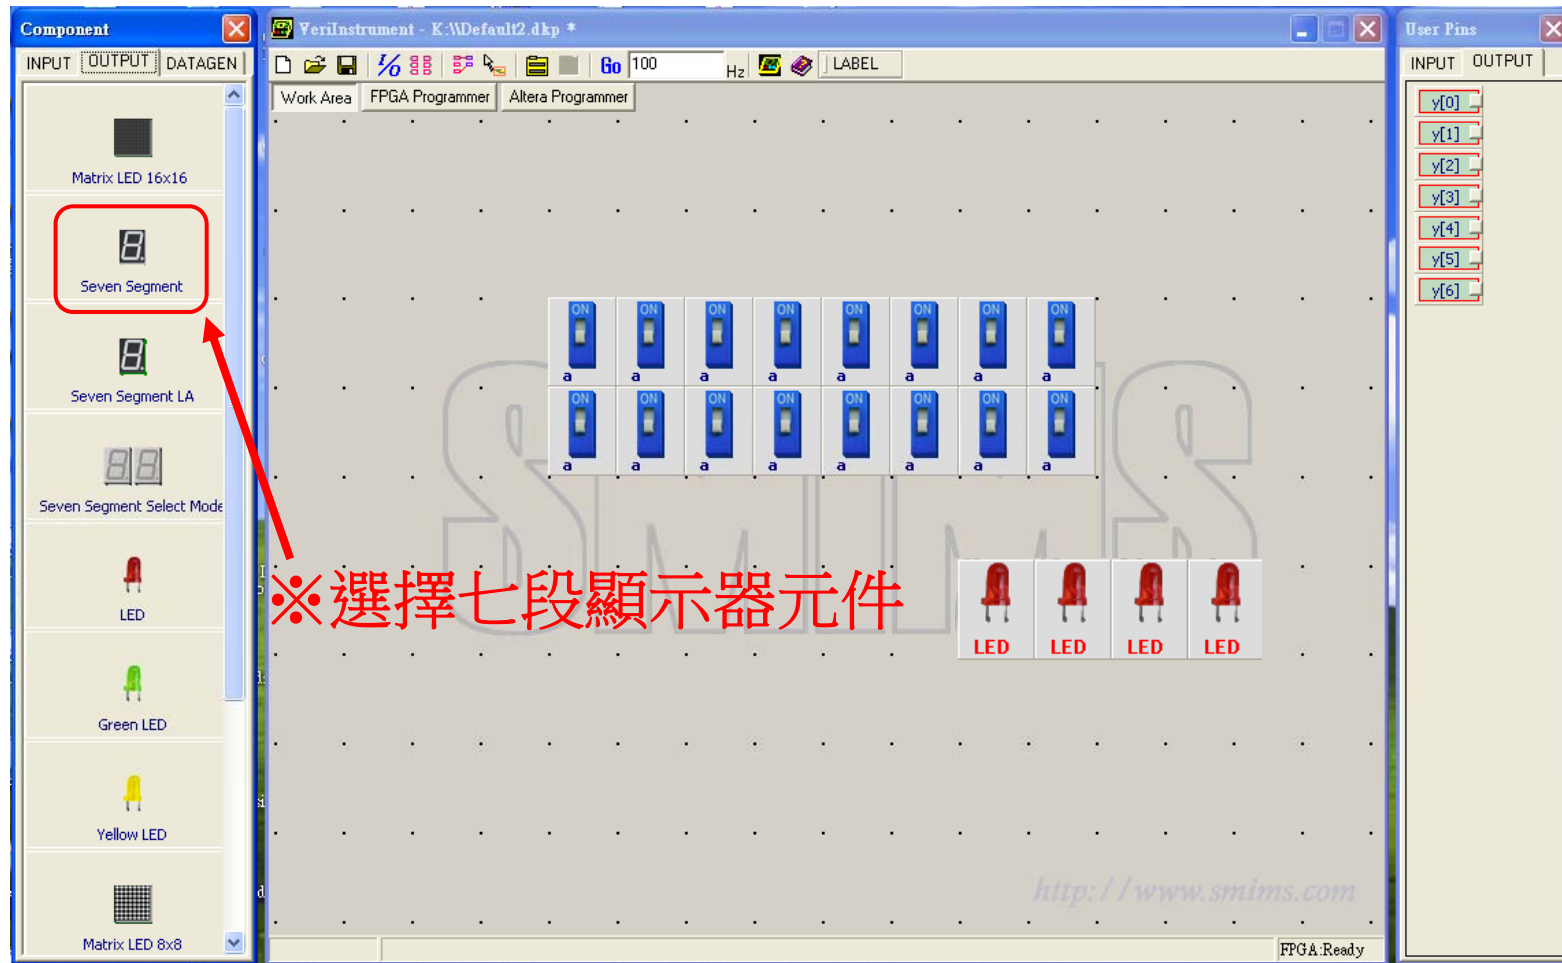 Component
INPUT OUTPUT DATAGEN
Matrix LED 16x16
Seven Segment
Seven Segment LA
Seven Segment Select Mode
LED
Green LED
Yellow LED
Matrix LED 8x8
VeriInstrument - K:\\Default2.dkp *
I/O Go 100 Hz LABEL
Work Area FPGA Programmer Altera Programmer
ON ON ON ON ON ON ON ON
a a a a a a a a
ON ON ON ON ON ON ON ON
a a a a a a a a
SMIMS
※選擇七段顯示器元件
LED LED LED LED
http://www.smims.com
FPGA:Ready
User Pins
INPUT OUTPUT
y[0]
y[1]
y[2]
y[3]
y[4]
y[5]
y[6]